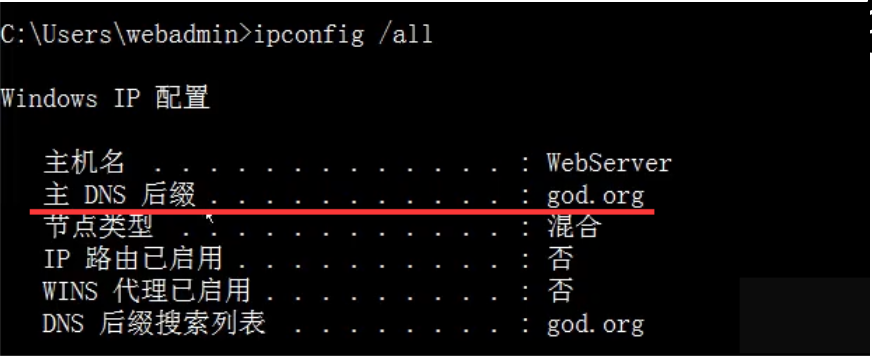 C:\Users\webadmin>ipconfig /all
Windows IP 配置
主机名 . . . . . . . . . . . . . : WebServer
主 DNS 后缀 . . . . . . . . . . . : god.org
节点类型 . . . . . . . . . . . . : 混合
IP 路由已启用 . . . . . . . . . . : 否
WINS 代理已启用 . . . . . . . . . : 否
DNS 后缀搜索列表 . . . . . . . . : god.org